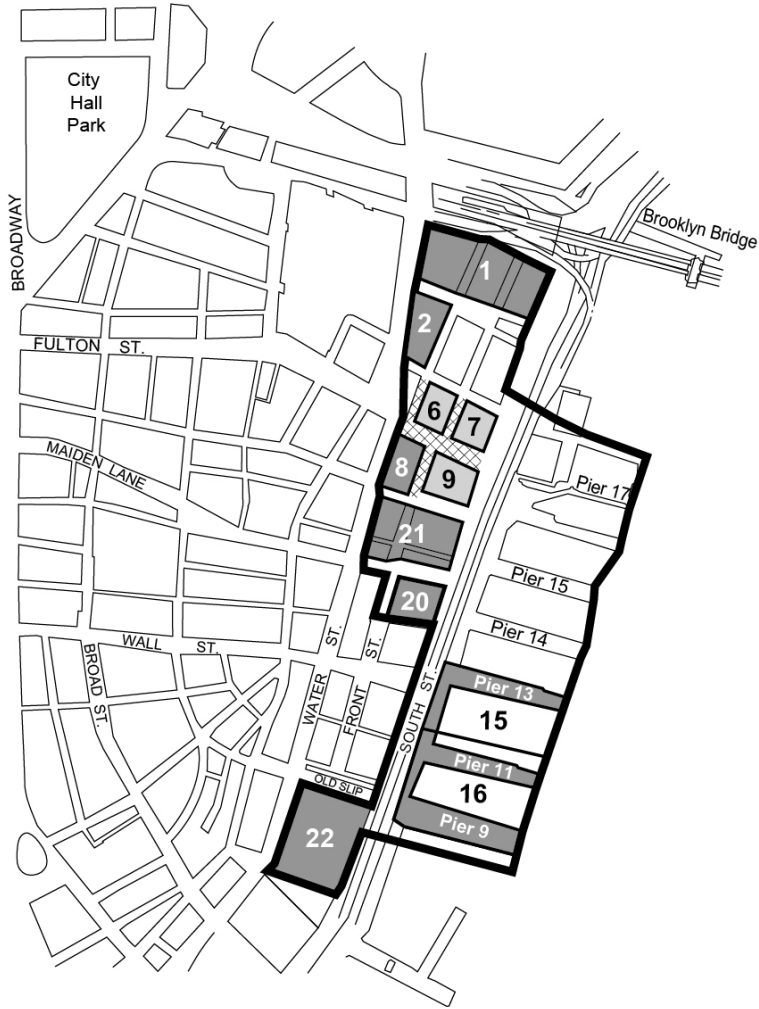 City
Hall
Park
BROADWAY
Brooklyn Bridge
1
2
FULTON ST.
6
7
MAIDEN LANE
8
9
Pier 17
21
Pier 15
20
Pier 14
WALL ST.
BROAD ST.
WATER ST.
FRONT ST.
SOUTH ST.
Pier 13
15
Pier 11
OLD SLIP
16
22
Pier 9